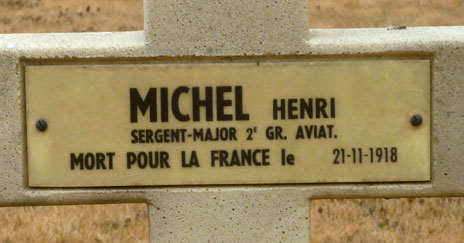 MICHEL HENRI
SERGENT-MAJOR 2ᵉ GR. AVIAT.
MORT POUR LA FRANCE le 21-11-1918